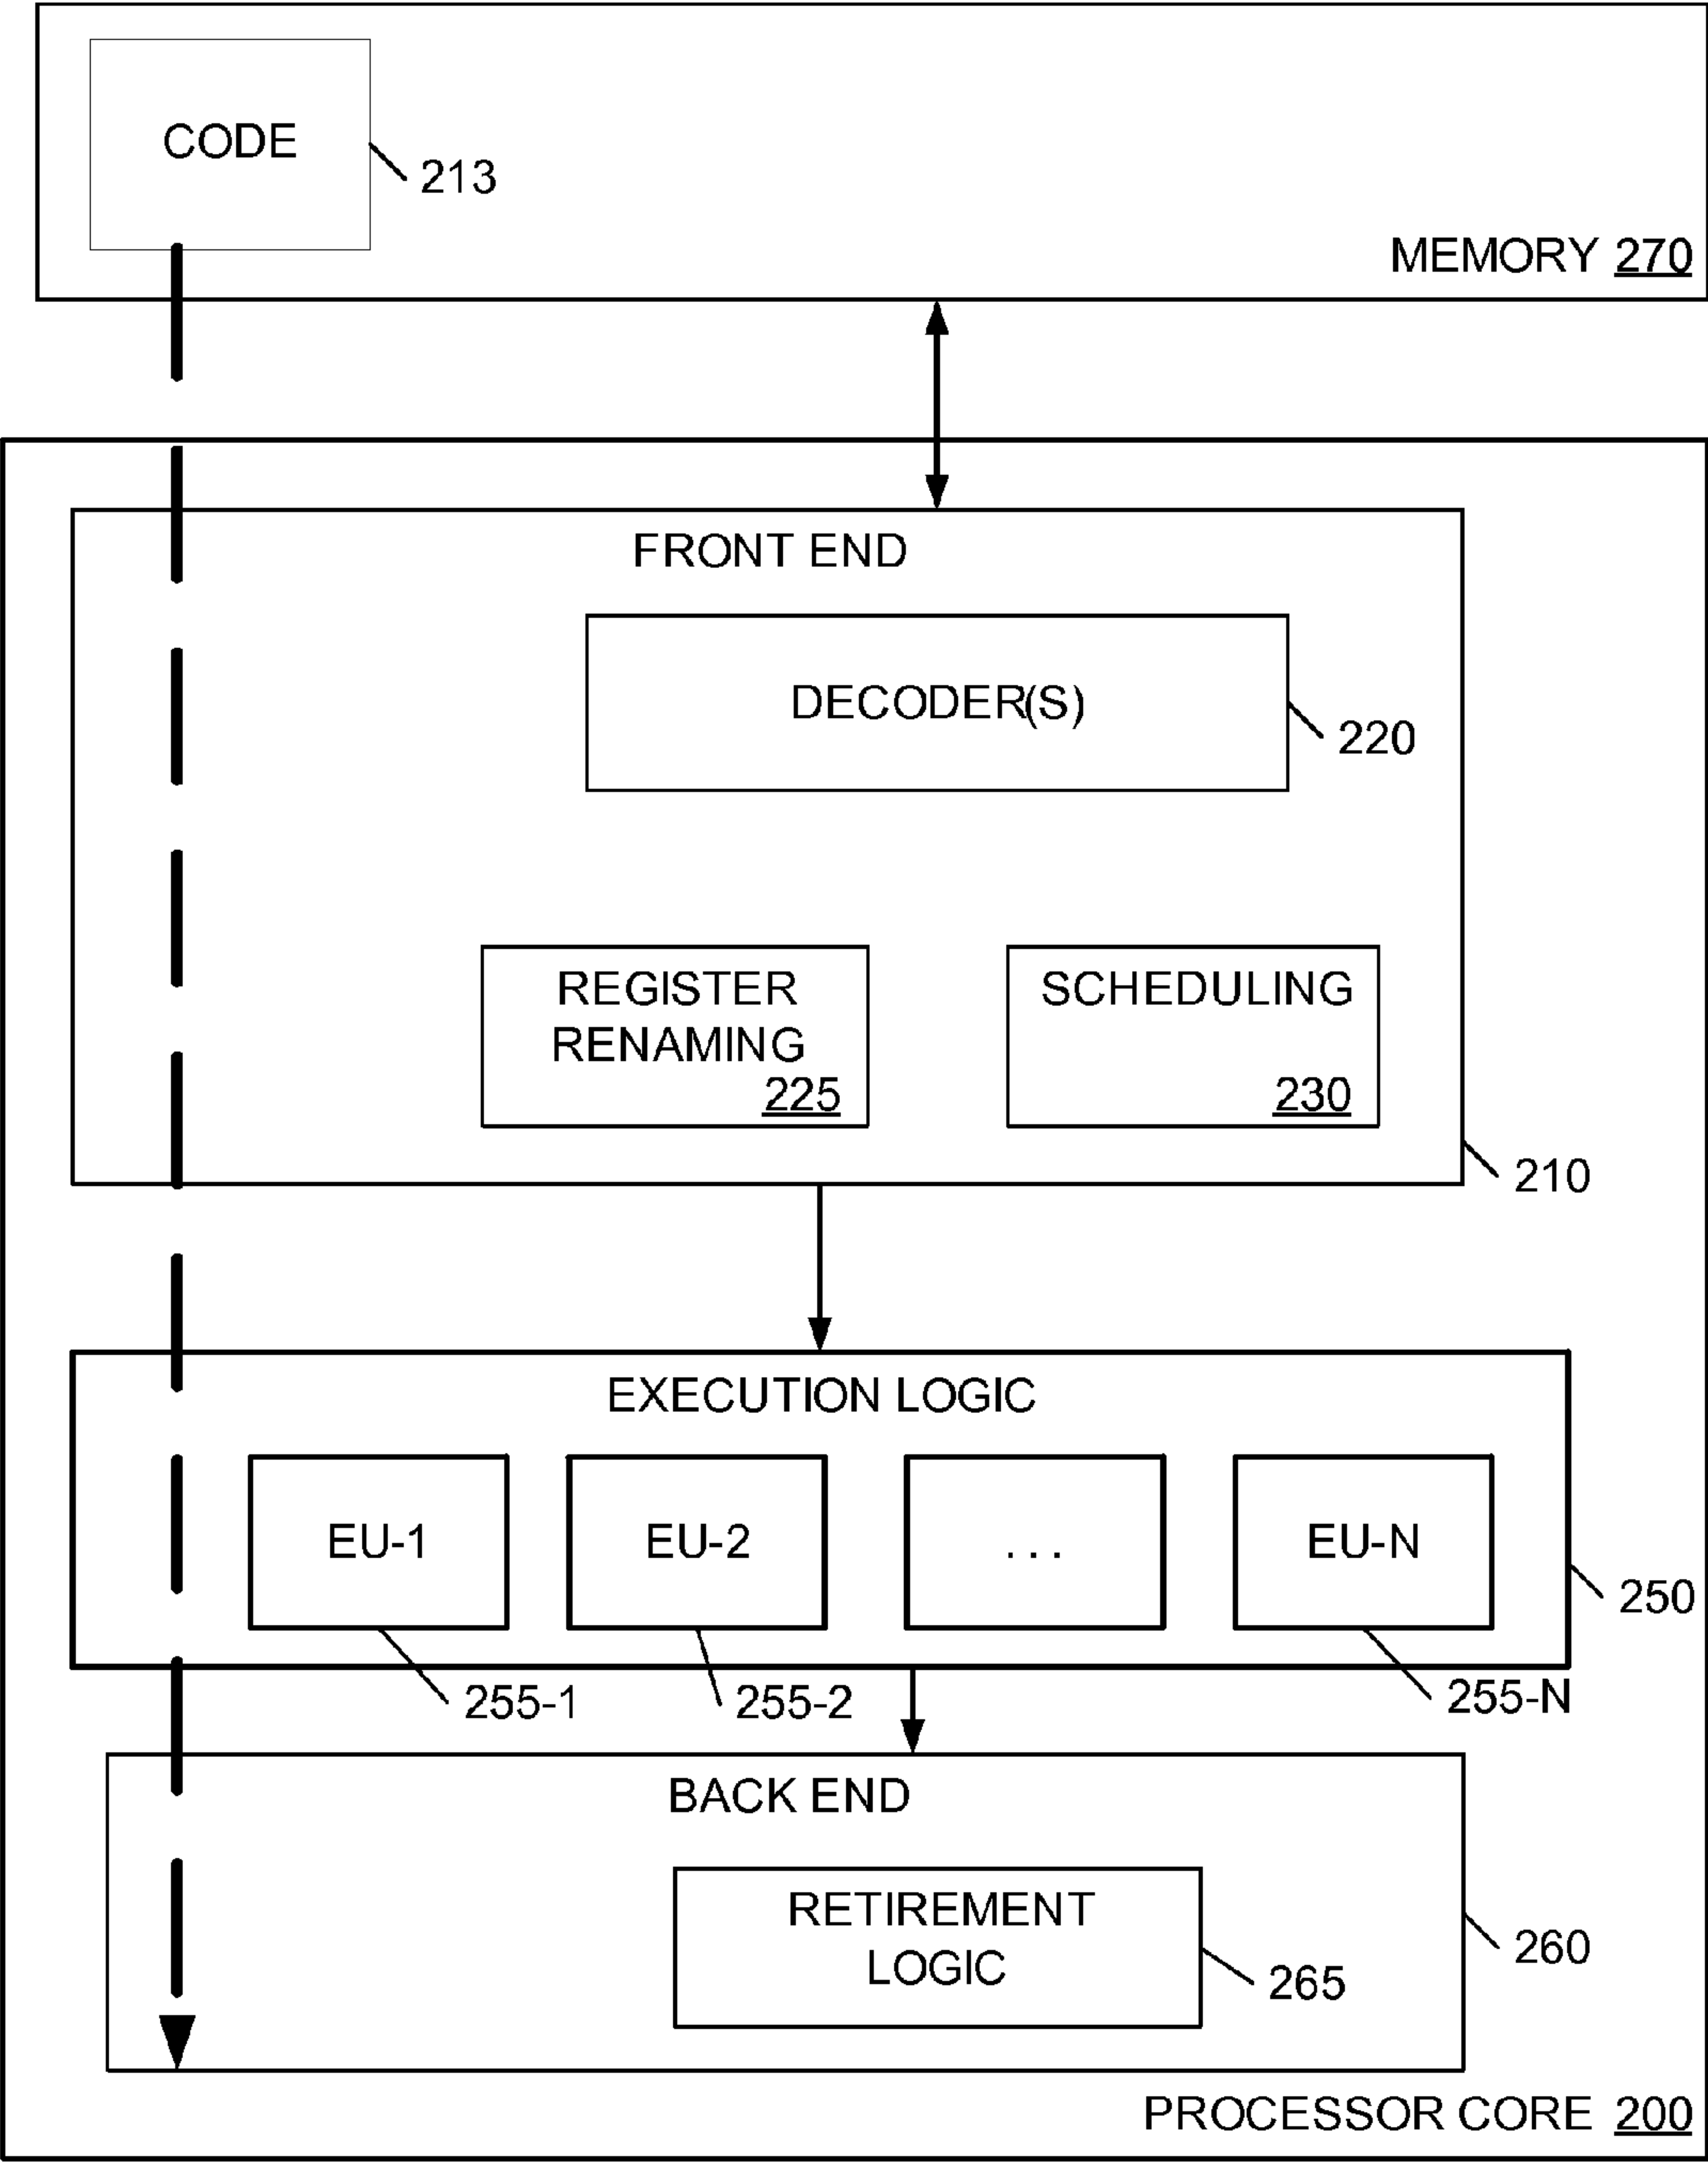 CODE
213
MEMORY 270
FRONT END
DECODER(S)
220
REGISTER
RENAMING
225
SCHEDULING
230
210
EXECUTION LOGIC
EU-1
EU-2
. . .
EU-N
250
255-1
255-2
255-N
BACK END
RETIREMENT
LOGIC
260
265
PROCESSOR CORE 200